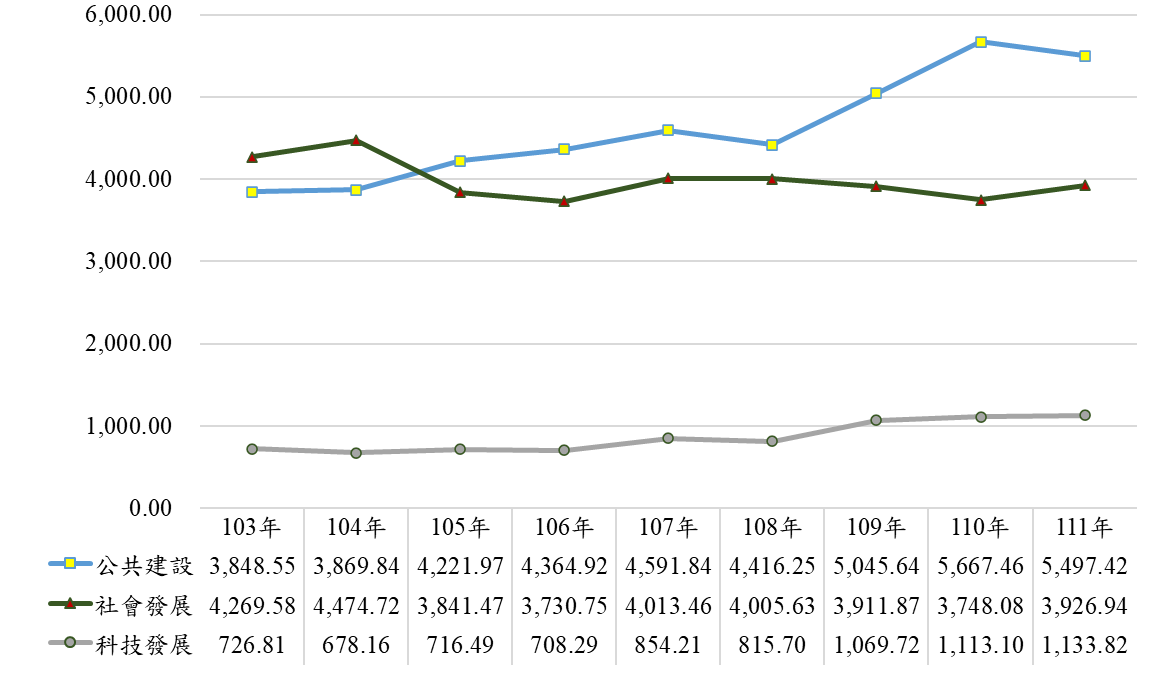 6,000.00
5,000.00
4,000.00
3,000.00
2,000.00
1,000.00
0.00
103年 104年 105年 106年 107年 108年 109年 110年 111年
公共建設 3,848.55 3,869.84 4,221.97 4,364.92 4,591.84 4,416.25 5,045.64 5,667.46 5,497.42
社會發展 4,269.58 4,474.72 3,841.47 3,730.75 4,013.46 4,005.63 3,911.87 3,748.08 3,926.94
科技發展 726.81 678.16 716.49 708.29 854.21 815.70 1,069.72 1,113.10 1,133.82